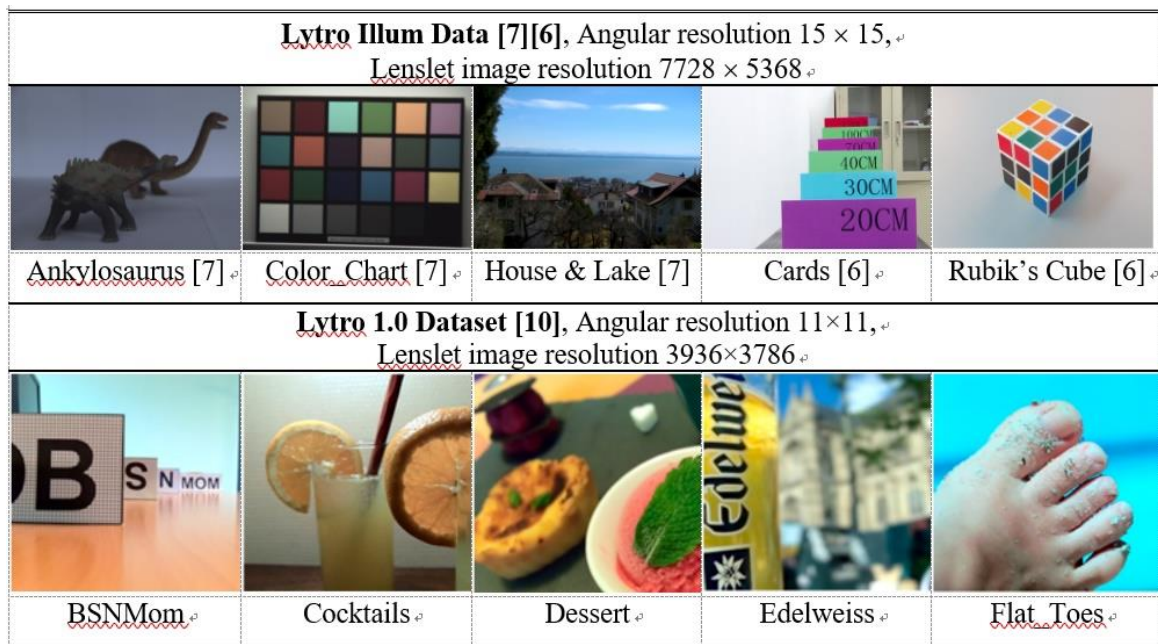 Lytro Illum Data [7][6], Angular resolution 15 × 15,
Lenslet image resolution 7728 × 5368
100CM
70CM
40CM
30CM
20CM
Ankylosaurus [7]
Color_Chart [7]
House & Lake [7]
Cards [6]
Rubik's Cube [6]
Lytro 1.0 Dataset [10], Angular resolution 11×11,
Lenslet image resolution 3936×3786
B S N MOM
Edelwei
BSNMom
Cocktails
Dessert
Edelweiss
Flat_Toes